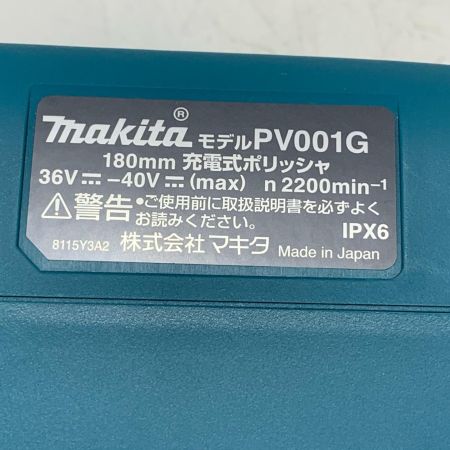 makita® モデルPV001G
180mm 充電式ポリッシャ
36V⎓ -40V⎓ (max) n 2200min-1
⚠警告・ご使用前に取扱説明書を必ずよく
お読みください。 IPX6
8115Y3A2 株式会社マキタ Made in Japan